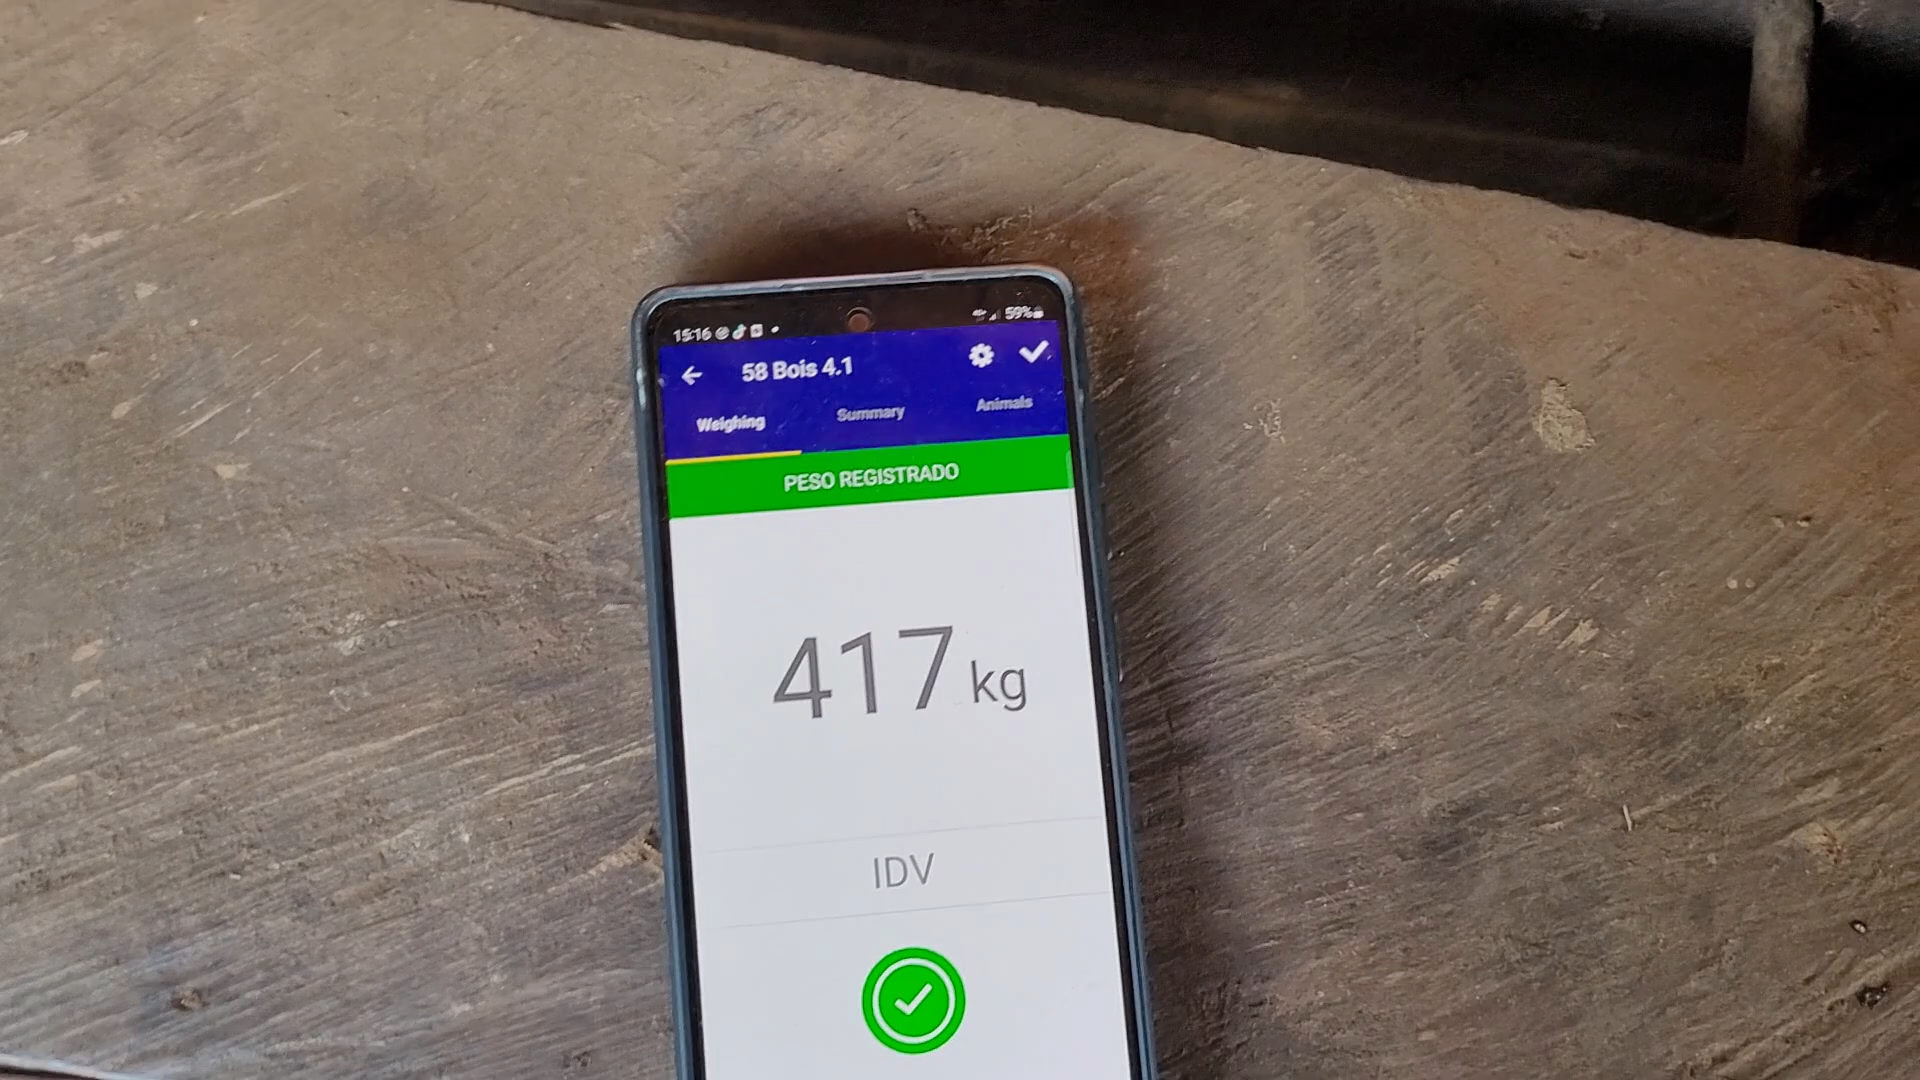 15:16 59%
58 Bois 4.1
Weighing Summary Animals
PESO REGISTRADO
417 kg
IDV